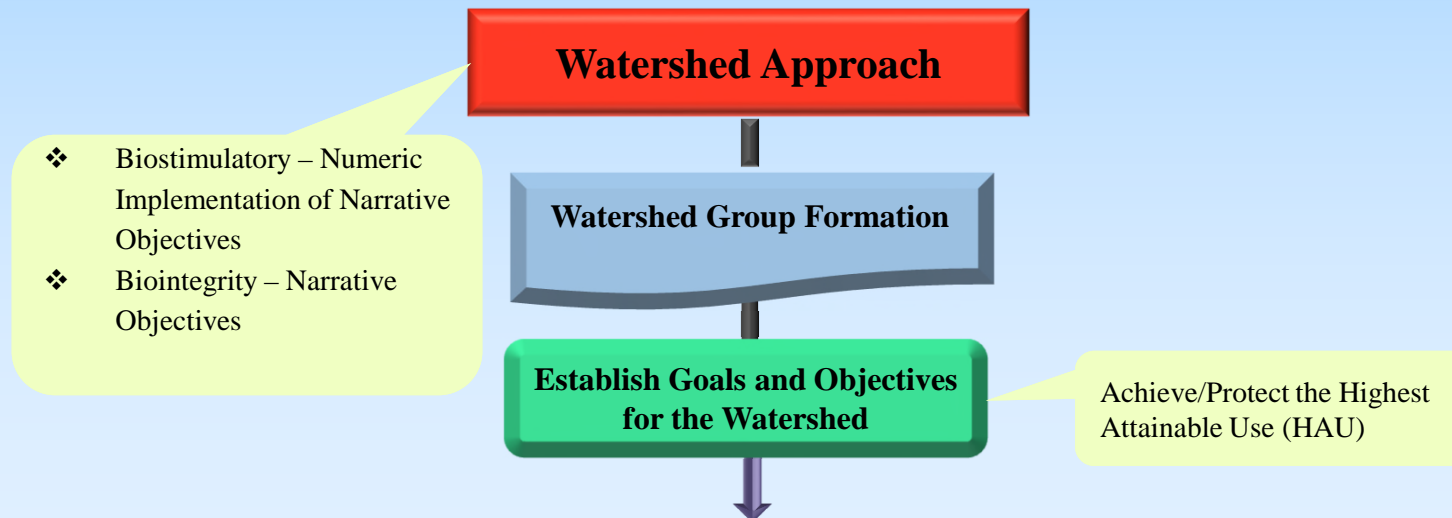 Watershed Approach
❖ Biostimulatory – Numeric
Implementation of Narrative
Objectives
❖ Biointegrity – Narrative
Objectives
Watershed Group Formation
Establish Goals and Objectives
for the Watershed
Achieve/Protect the Highest
Attainable Use (HAU)